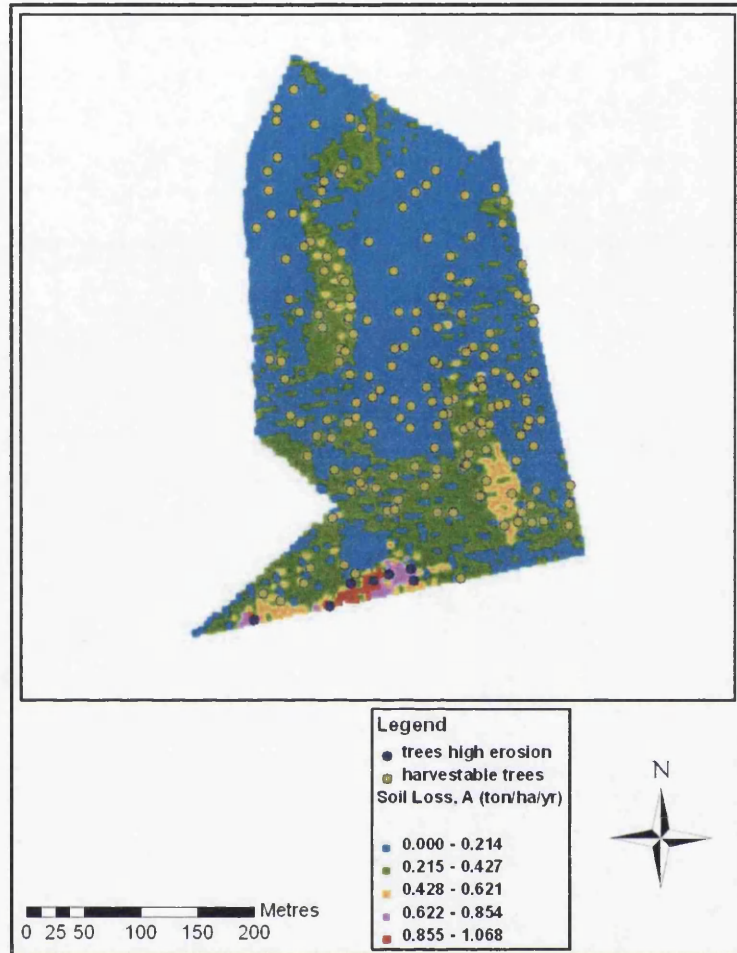 Legend
trees high erosion
harvestable trees
Soil Loss, A (ton/ha/yr)
0.000 - 0.214
0.215 - 0.427
0.428 - 0.621
0.622 - 0.854
0.855 - 1.068
N
Metres
0 25 50 100 150 200